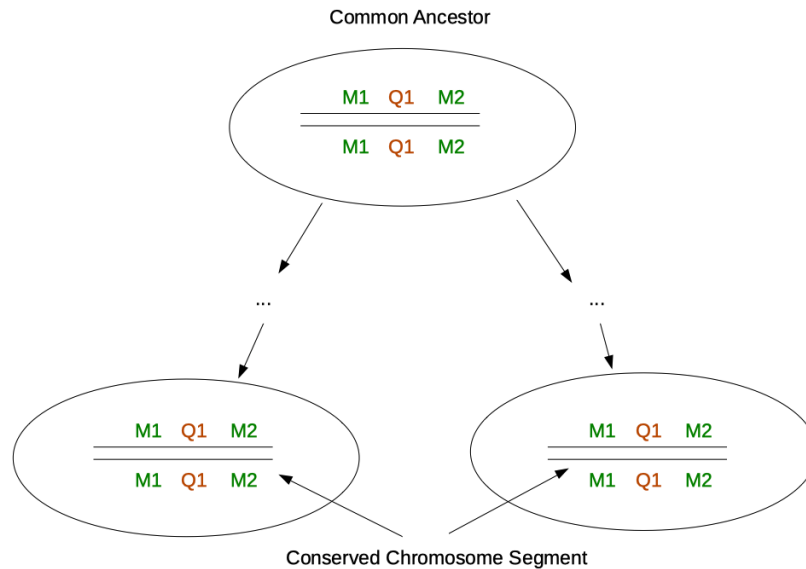 Common Ancestor
M1 Q1 M2
M1 Q1 M2
...
...
M1 Q1 M2
M1 Q1 M2
M1 Q1 M2
M1 Q1 M2
Conserved Chromosome Segment